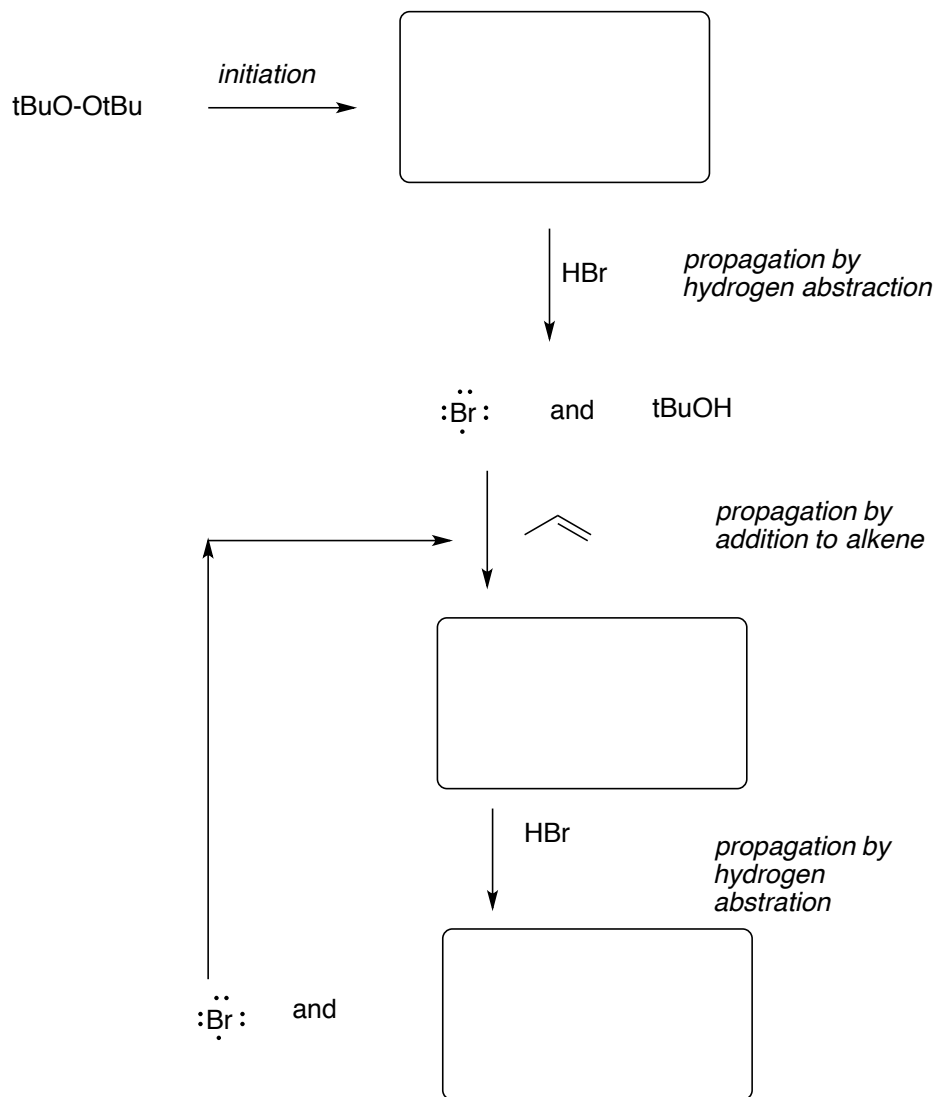 initiation
tBuO-OtBu
HBr
propagation by
hydrogen abstraction
:Br: and tBuOH
propagation by
addition to alkene
HBr
propagation by
hydrogen
abstration
:Br: and